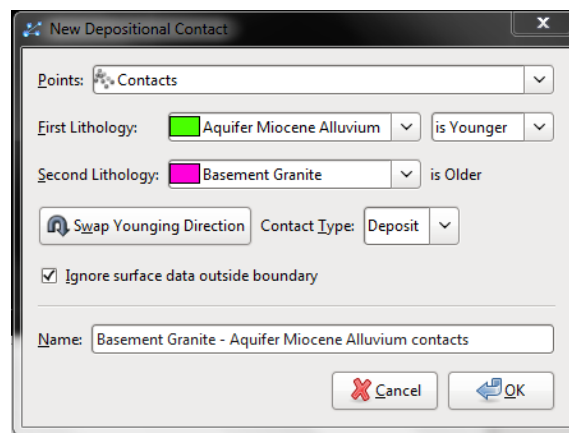 New Depositional Contact
x
Points: Contacts
First Lithology: Aquifer Miocene Alluvium is Younger
Second Lithology: Basement Granite is Older
Swap Younging Direction Contact Type: Deposit
Ignore surface data outside boundary
Name: Basement Granite - Aquifer Miocene Alluvium contacts
Cancel OK